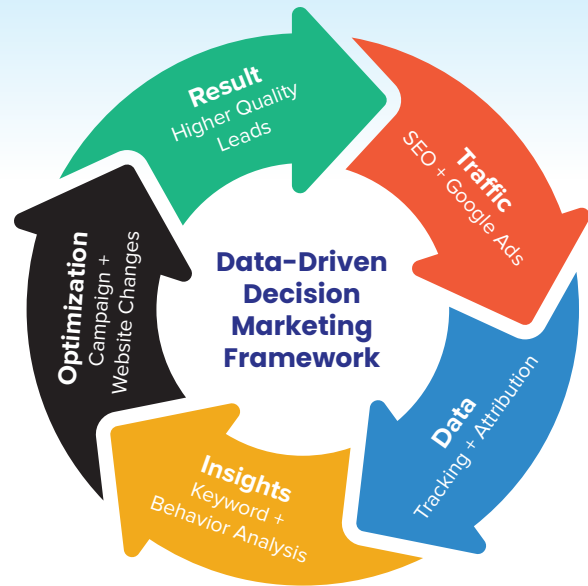 Data-Driven
Decision
Marketing
Framework
Result
Higher Quality
Leads
Traffic
SEO + Google Ads
Data
Tracking + Attribution
Insights
Keyword +
Behavior Analysis
Optimization
Campaign +
Website Changes